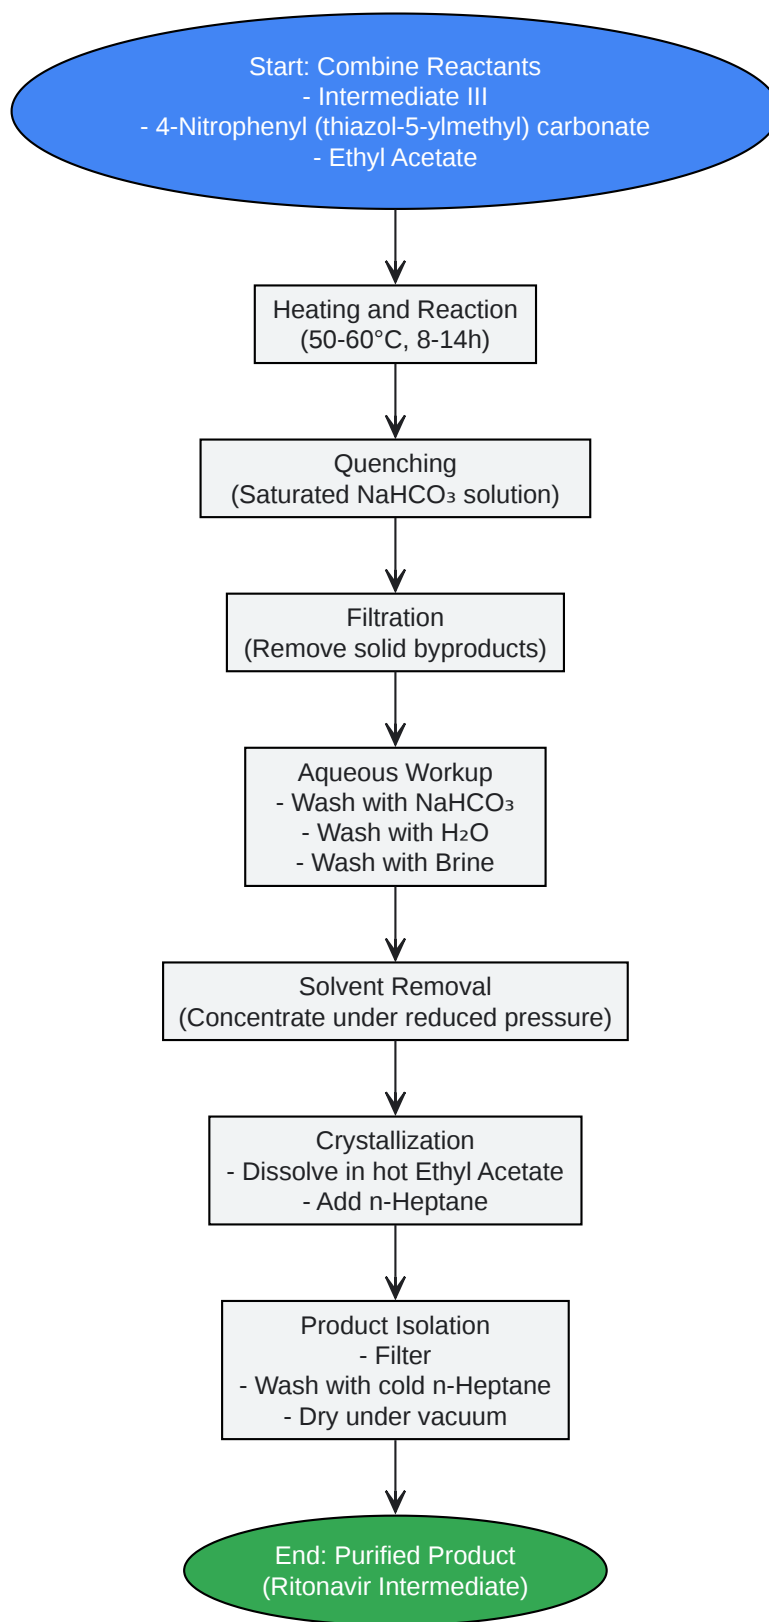 Start: Combine Reactants
- Intermediate III
- 4-Nitrophenyl (thiazol-5-ylmethyl) carbonate
- Ethyl Acetate
Heating and Reaction
(50-60°C, 8-14h)
Quenching
(Saturated NaHCO₃ solution)
Filtration
(Remove solid byproducts)
Aqueous Workup
- Wash with NaHCO₃
- Wash with H₂O
- Wash with Brine
Solvent Removal
(Concentrate under reduced pressure)
Crystallization
- Dissolve in hot Ethyl Acetate
- Add n-Heptane
Product Isolation
- Filter
- Wash with cold n-Heptane
- Dry under vacuum
End: Purified Product
(Ritonavir Intermediate)